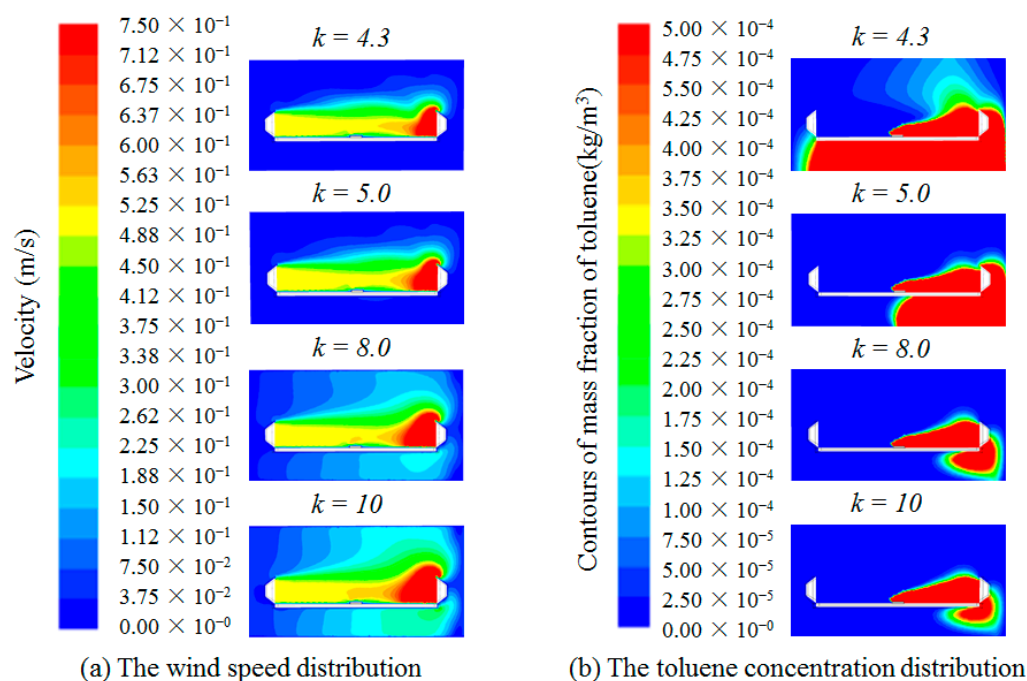 Velocity (m/s)
7.50 × 10⁻¹
7.12 × 10⁻¹
6.75 × 10⁻¹
6.37 × 10⁻¹
6.00 × 10⁻¹
5.63 × 10⁻¹
5.25 × 10⁻¹
4.88 × 10⁻¹
4.50 × 10⁻¹
4.12 × 10⁻¹
3.75 × 10⁻¹
3.38 × 10⁻¹
3.00 × 10⁻¹
2.62 × 10⁻¹
2.25 × 10⁻¹
1.88 × 10⁻¹
1.50 × 10⁻¹
1.12 × 10⁻¹
7.50 × 10⁻²
3.75 × 10⁻²
0.00 × 10⁻⁰
k = 4.3
k = 5.0
k = 8.0
k = 10
(a) The wind speed distribution
Contours of mass fraction of toluene(kg/m³)
5.00 × 10⁻⁴
4.75 × 10⁻⁴
4.50 × 10⁻⁴
4.25 × 10⁻⁴
4.00 × 10⁻⁴
3.75 × 10⁻⁴
3.50 × 10⁻⁴
3.25 × 10⁻⁴
3.00 × 10⁻⁴
2.75 × 10⁻⁴
2.50 × 10⁻⁴
2.25 × 10⁻⁴
2.00 × 10⁻⁴
1.75 × 10⁻⁴
1.50 × 10⁻⁴
1.25 × 10⁻⁴
1.00 × 10⁻⁴
7.50 × 10⁻⁵
5.00 × 10⁻⁵
2.50 × 10⁻⁵
0.00 × 10⁻⁰
k = 4.3
k = 5.0
k = 8.0
k = 10
(b) The toluene concentration distribution